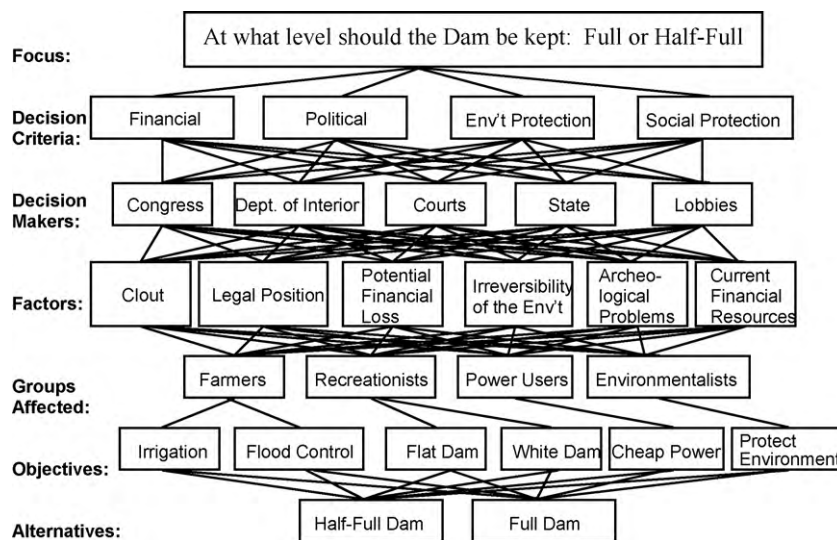 At what level should the Dam be kept: Full or Half-Full
Focus:
Decision
Criteria:
Financial
Political
Env't Protection
Social Protection
Decision
Makers:
Congress
Dept. of Interior
Courts
State
Lobbies
Factors:
Clout
Legal Position
Potential
Financial
Loss
Irreversibility
of the Env't
Archeo-
logical
Problems
Current
Financial
Resources
Groups
Affected:
Farmers
Recreationists
Power Users
Environmentalists
Objectives:
Irrigation
Flood Control
Flat Dam
White Dam
Cheap Power
Protect
Environment
Alternatives:
Half-Full Dam
Full Dam